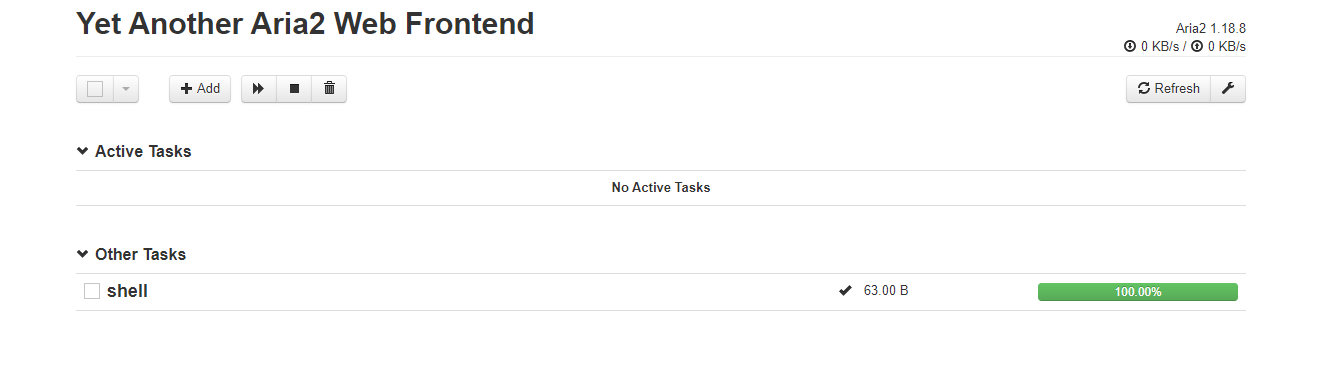 Yet Another Aria2 Web Frontend
Aria2 1.18.8
0 KB/s / 0 KB/s
Add
Refresh
Active Tasks
No Active Tasks
Other Tasks
shell 63.00 B 100.00%